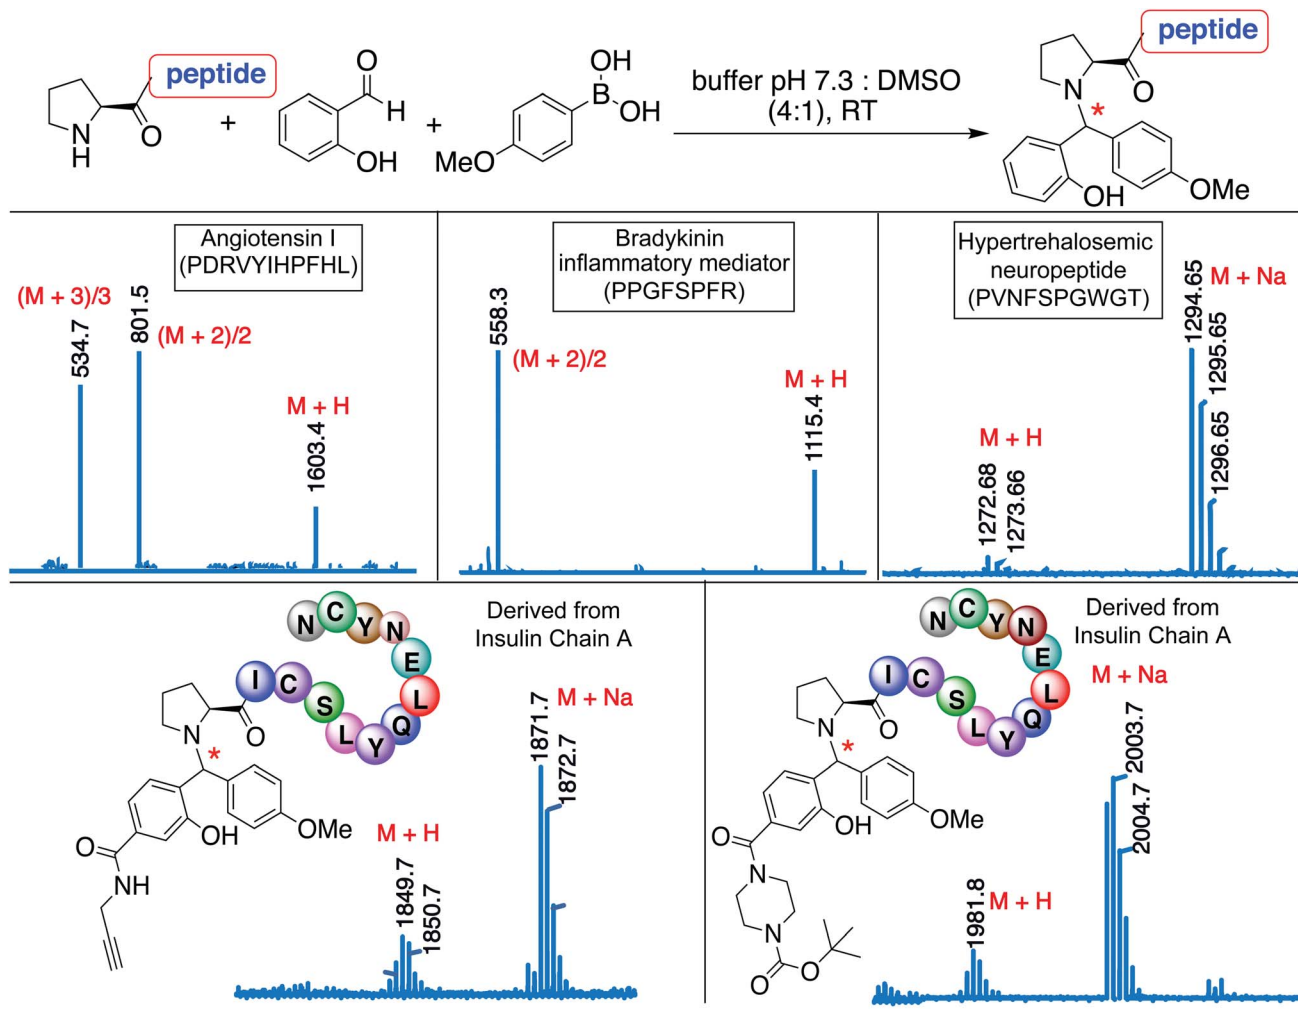 peptide
N
H
O
+
O
H
OH
+
OH
B
OH
MeO
buffer pH 7.3 : DMSO
(4:1), RT
peptide
N
O
*
OH
OMe
Angiotensin I
(PDRVYIHPFHL)
(M + 3)/3
534.7
801.5
(M + 2)/2
M + H
1603.4
Bradykinin
inflammatory mediator
(PPGFSPFR)
558.3
(M + 2)/2
M + H
1115.4
Hypertrehalosemic
neuropeptide
(PVNFSPGWGT)
M + H
1272.68
1273.66
1294.65
M + Na
1295.65
1296.65
Derived from
Insulin Chain A
N C Y N E L Q Y L S C I
N
O
*
OH
OMe
O
NH
M + H
1849.7
1850.7
1871.7
M + Na
1872.7
Derived from
Insulin Chain A
N C Y N E L Q Y L S C I
N
O
*
OH
OMe
O
N
N
O
O
1981.8
M + H
M + Na
2003.7
2004.7